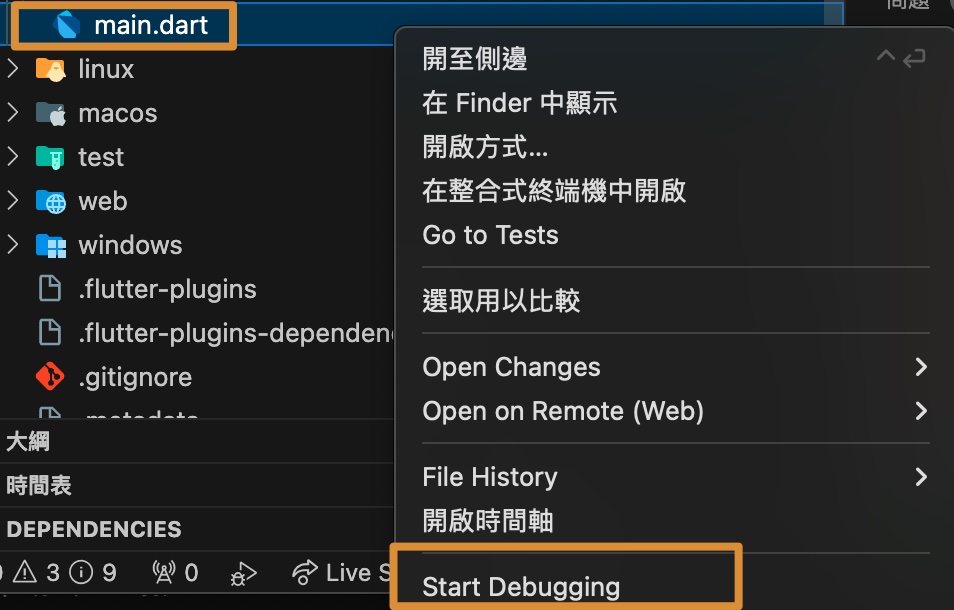 main.dart
linux
macos
test
web
windows
.flutter-plugins
.flutter-plugins-dependen
.gitignore
.metadata
大綱
時間表
DEPENDENCIES
3 9 0 Live S
問題
開至側邊
在 Finder 中顯示
開啟方式...
在整合式終端機中開啟
Go to Tests
選取用以比較
Open Changes
Open on Remote (Web)
File History
開啟時間軸
Start Debugging